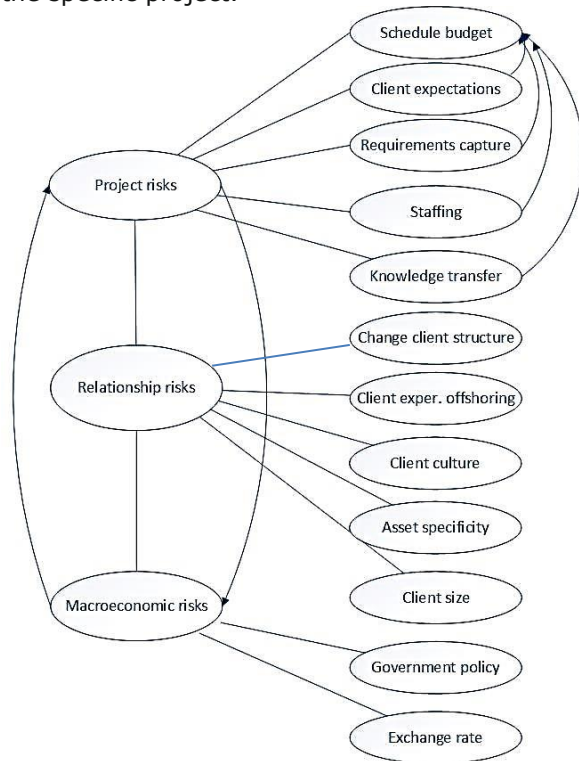 the specific project.
Schedule budget
Client expectations
Requirements capture
Project risks
Staffing
Knowledge transfer
Change client structure
Relationship risks
Client exper. offshoring
Client culture
Asset specificity
Macroeconomic risks
Client size
Government policy
Exchange rate